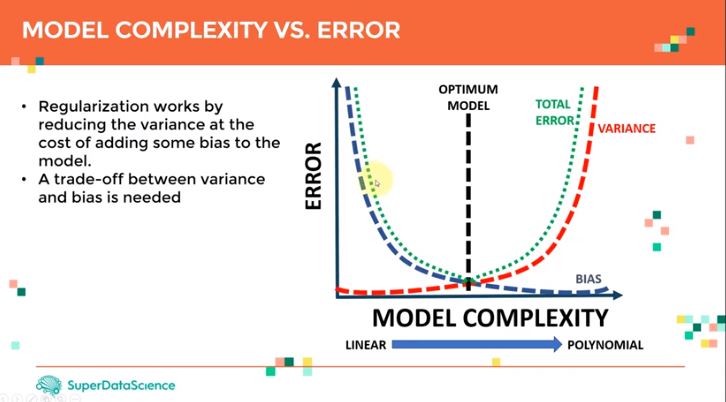 MODEL COMPLEXITY VS. ERROR
• Regularization works by
reducing the variance at the
cost of adding some bias to the
model.
• A trade-off between variance
and bias is needed
OPTIMUM
MODEL
TOTAL
ERROR
VARIANCE
ERROR
BIAS
MODEL COMPLEXITY
LINEAR
POLYNOMIAL
SuperDataScience